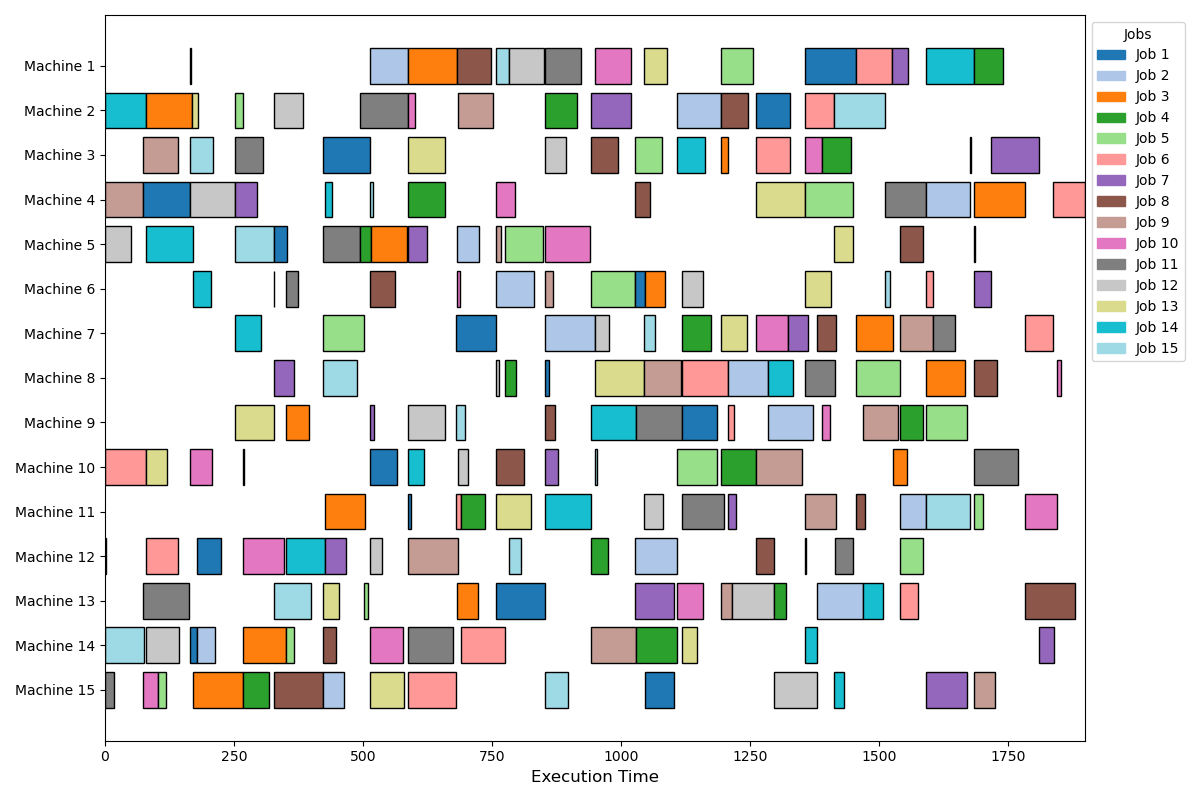 Machine 1
Machine 2
Machine 3
Machine 4
Machine 5
Machine 6
Machine 7
Machine 8
Machine 9
Machine 10
Machine 11
Machine 12
Machine 13
Machine 14
Machine 15
0 250 500 750 1000 1250 1500 1750
Execution Time
Jobs
Job 1
Job 2
Job 3
Job 4
Job 5
Job 6
Job 7
Job 8
Job 9
Job 10
Job 11
Job 12
Job 13
Job 14
Job 15